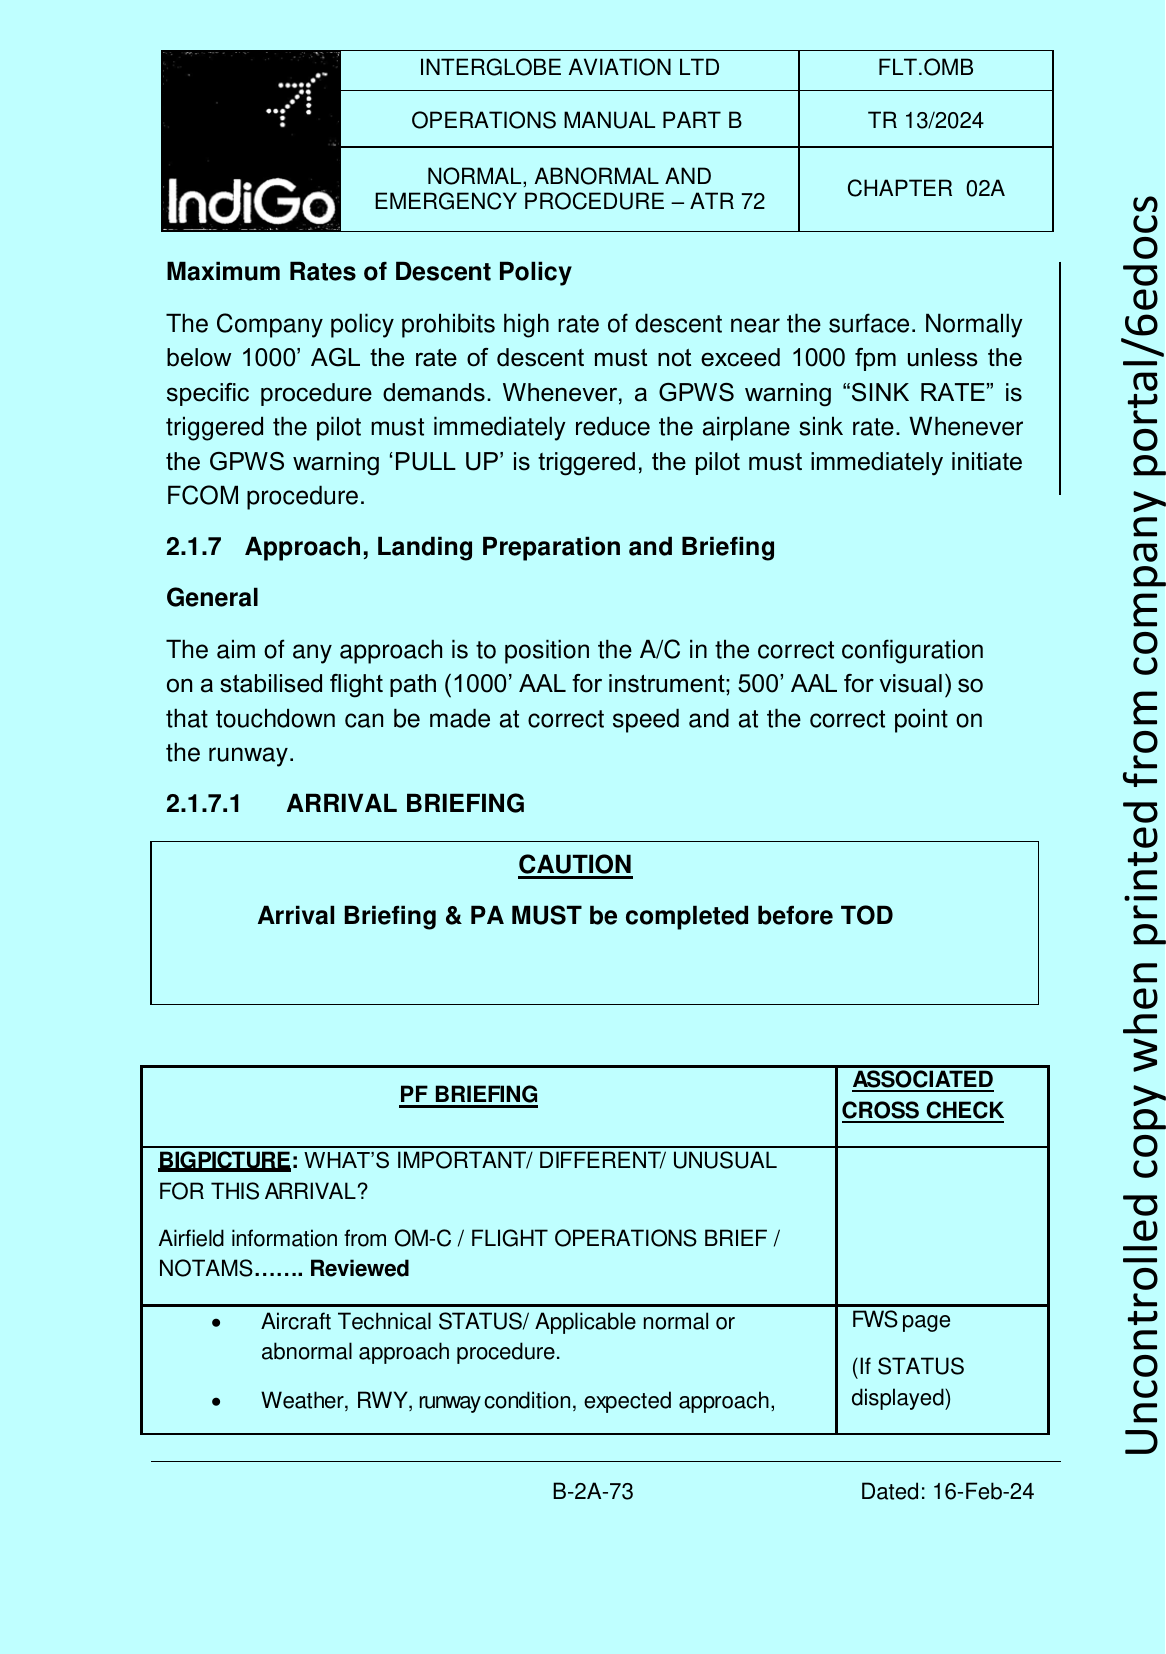 IndiGo
INTERGLOBE AVIATION LTD
FLT.OMB
OPERATIONS MANUAL PART B
TR 13/2024
NORMAL, ABNORMAL AND
EMERGENCY PROCEDURE – ATR 72
CHAPTER 02A
Maximum Rates of Descent Policy
The Company policy prohibits high rate of descent near the surface. Normally
below 1000’ AGL the rate of descent must not exceed 1000 fpm unless the
specific procedure demands. Whenever, a GPWS warning “SINK RATE” is
triggered the pilot must immediately reduce the airplane sink rate. Whenever
the GPWS warning ‘PULL UP’ is triggered, the pilot must immediately initiate
FCOM procedure.
2.1.7 Approach, Landing Preparation and Briefing
General
The aim of any approach is to position the A/C in the correct configuration
on a stabilised flight path (1000’ AAL for instrument; 500’ AAL for visual) so
that touchdown can be made at correct speed and at the correct point on
the runway.
2.1.7.1 ARRIVAL BRIEFING
CAUTION
Arrival Briefing & PA MUST be completed before TOD
PF BRIEFING
ASSOCIATED
CROSS CHECK
BIGPICTURE: WHAT’S IMPORTANT/ DIFFERENT/ UNUSUAL
FOR THIS ARRIVAL?
Airfield information from OM-C / FLIGHT OPERATIONS BRIEF /
NOTAMS……. Reviewed
• Aircraft Technical STATUS/ Applicable normal or
abnormal approach procedure.
• Weather, RWY, runway condition, expected approach,
FWS page
(If STATUS
displayed)
B-2A-73
Dated: 16-Feb-24
Uncontrolled copy when printed from company portal/6edocs